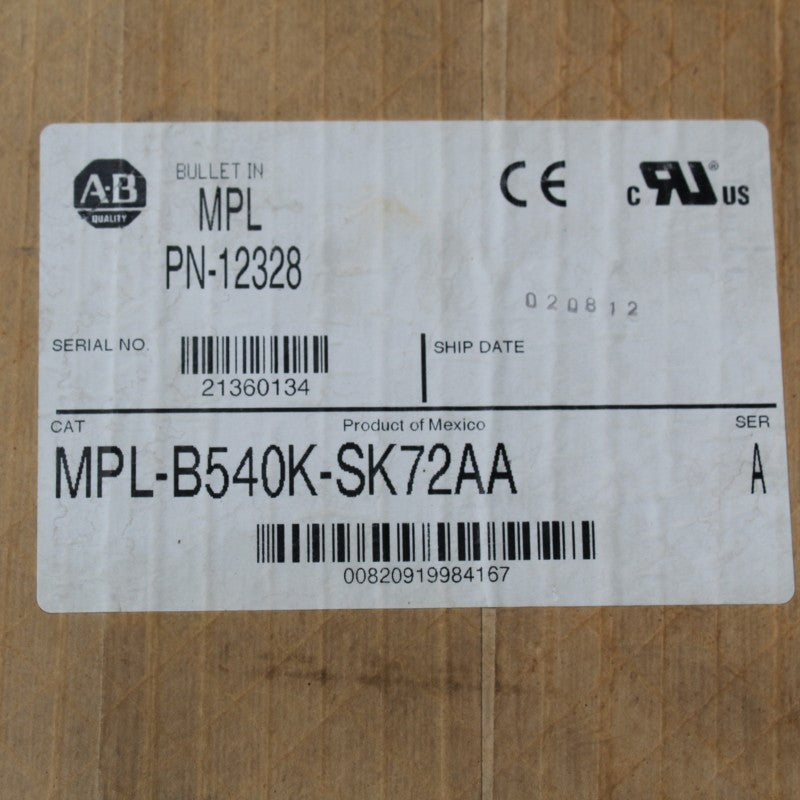 A-B
QUALITY
BULLET IN
MPL
PN-12328
CE
c RU® US
020812
SERIAL NO.
21360134
SHIP DATE
CAT
Product of Mexico
SER
MPL-B540K-SK72AA
A
00820919984167